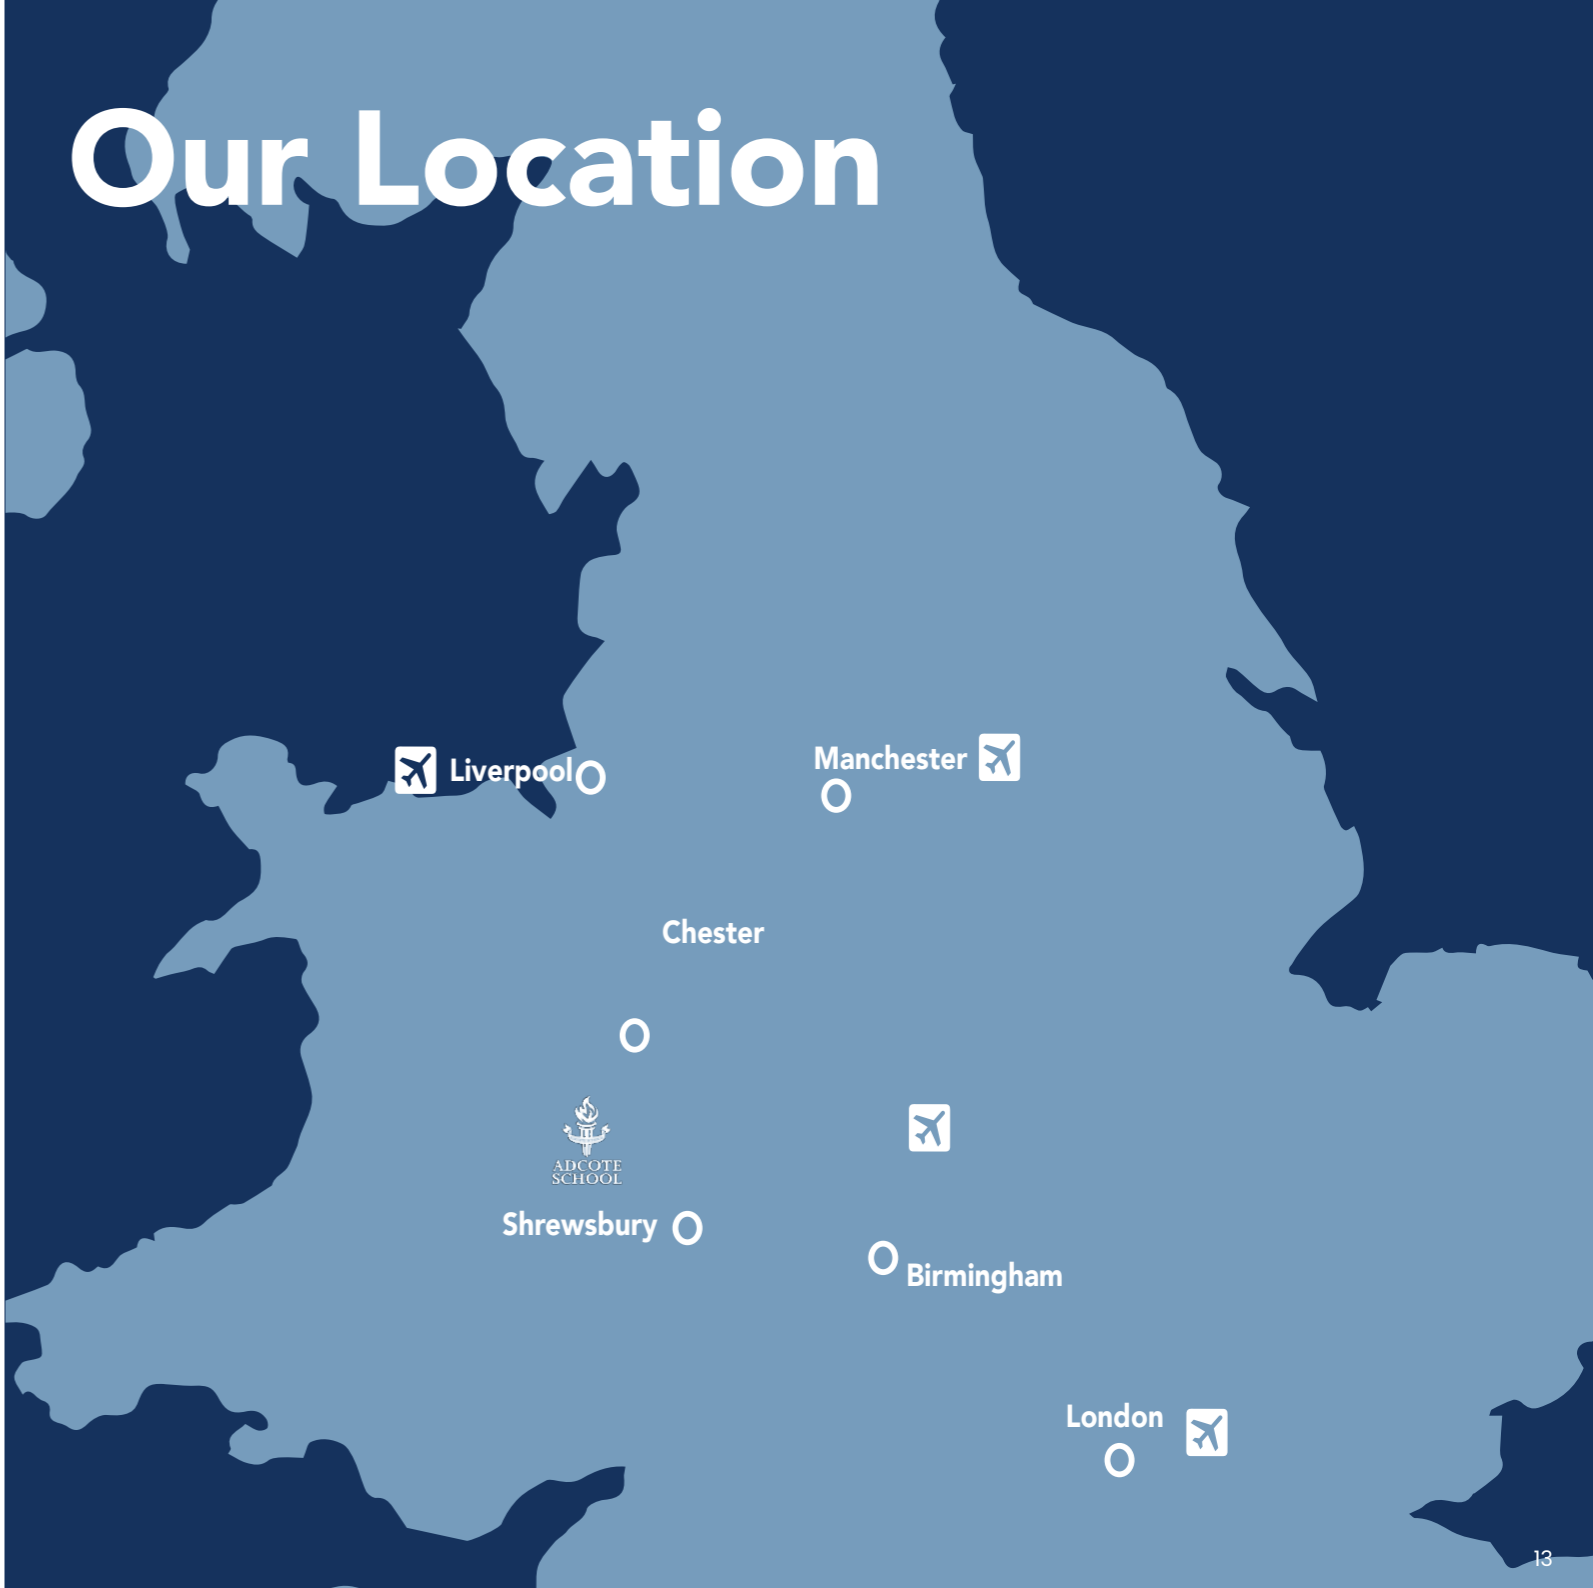 Our Location
Liverpool
Manchester
Chester
ADCOTE
SCHOOL
Shrewsbury
Birmingham
London
13